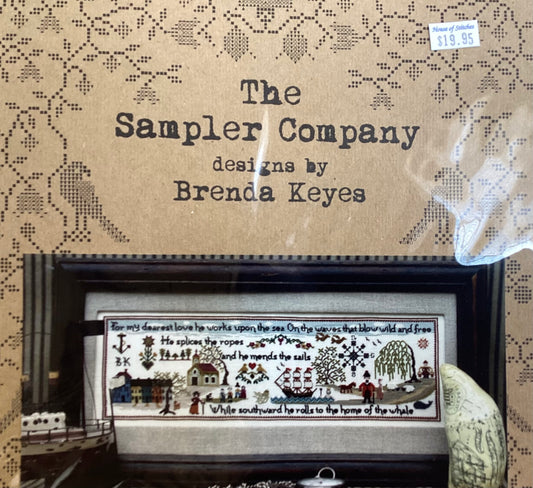 House of Stitches
$19.95
The
Sampler Company
designs by
Brenda Keyes
For my dearest love he works upon the sea On the waves that blow wild and free
He splices the ropes
and he mends the sails
B·K
While southward he rolls to the home of the whale